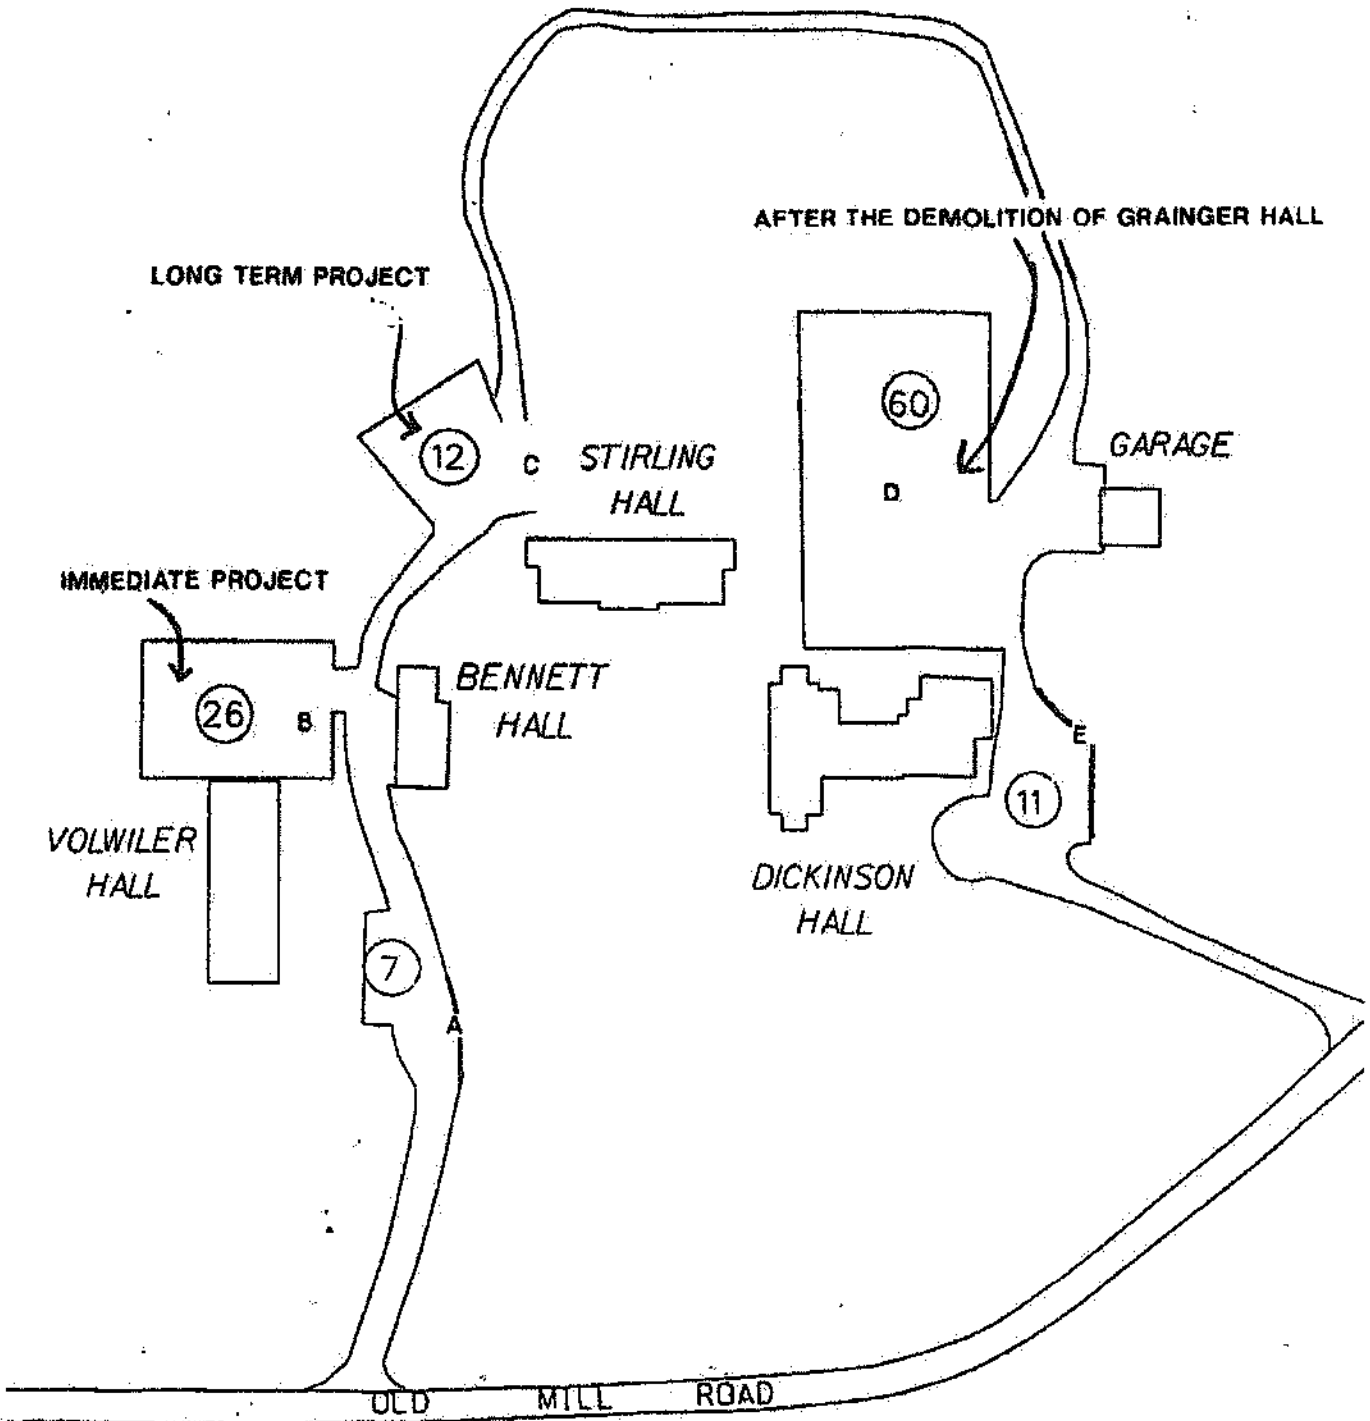 AFTER THE DEMOLITION OF GRAINGER HALL
LONG TERM PROJECT
60
GARAGE
12
C
STIRLING
HALL
D
IMMEDIATE PROJECT
BENNETT
HALL
26
B
E
11
VOLWILER
HALL
DICKINSON
HALL
7
A
OLD MILL ROAD